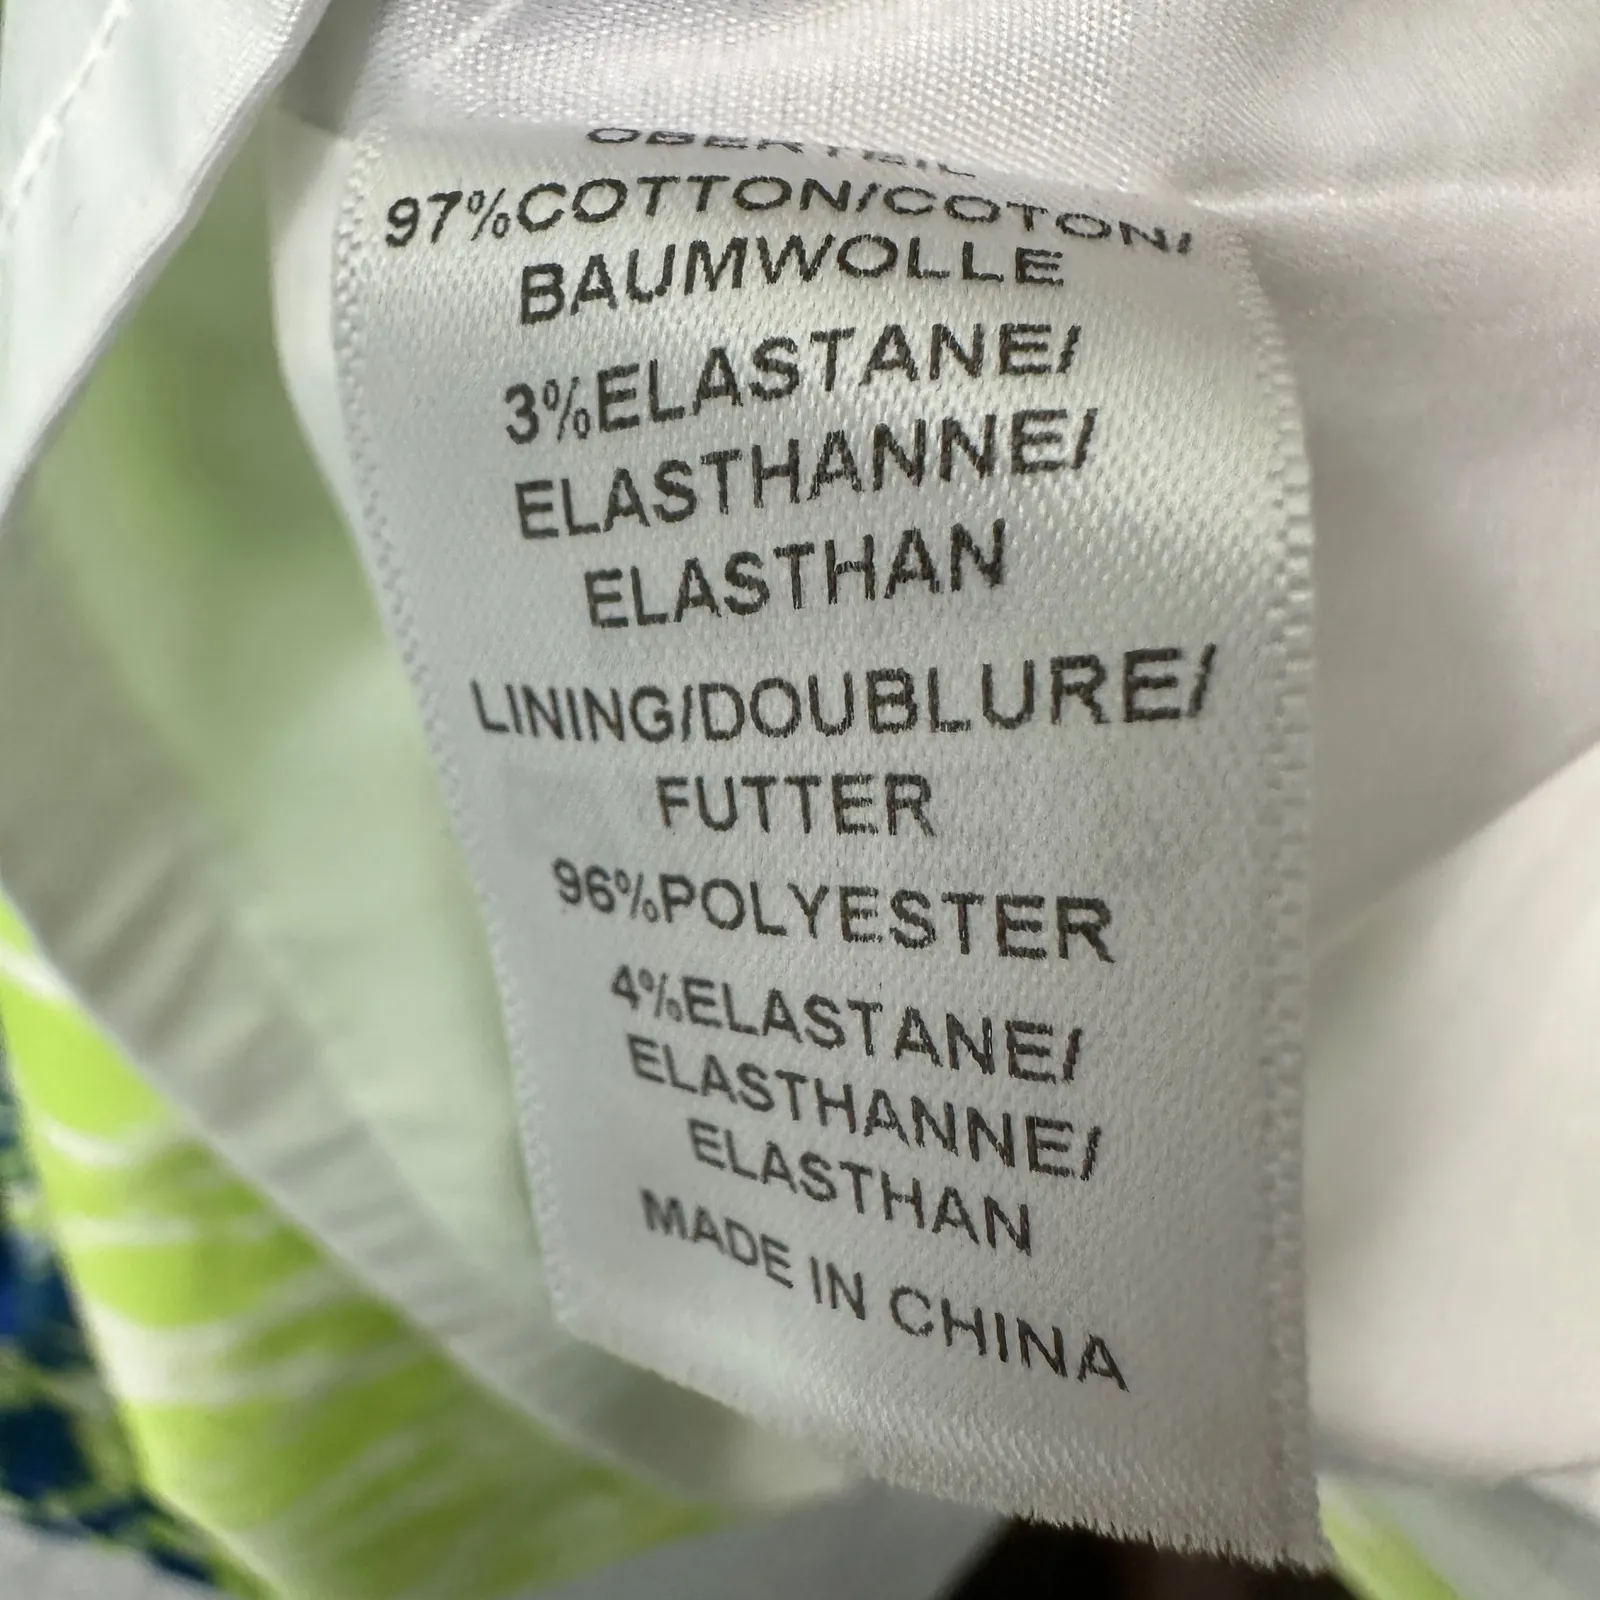 OBERTEIL
97%COTTON/COTON/
BAUMWOLLE
3%ELASTANE/
ELASTHANNE/
ELASTHAN
LINING/DOUBLURE/
FUTTER
96%POLYESTER
4%ELASTANE/
ELASTHANNE/
ELASTHAN
MADE IN CHINA